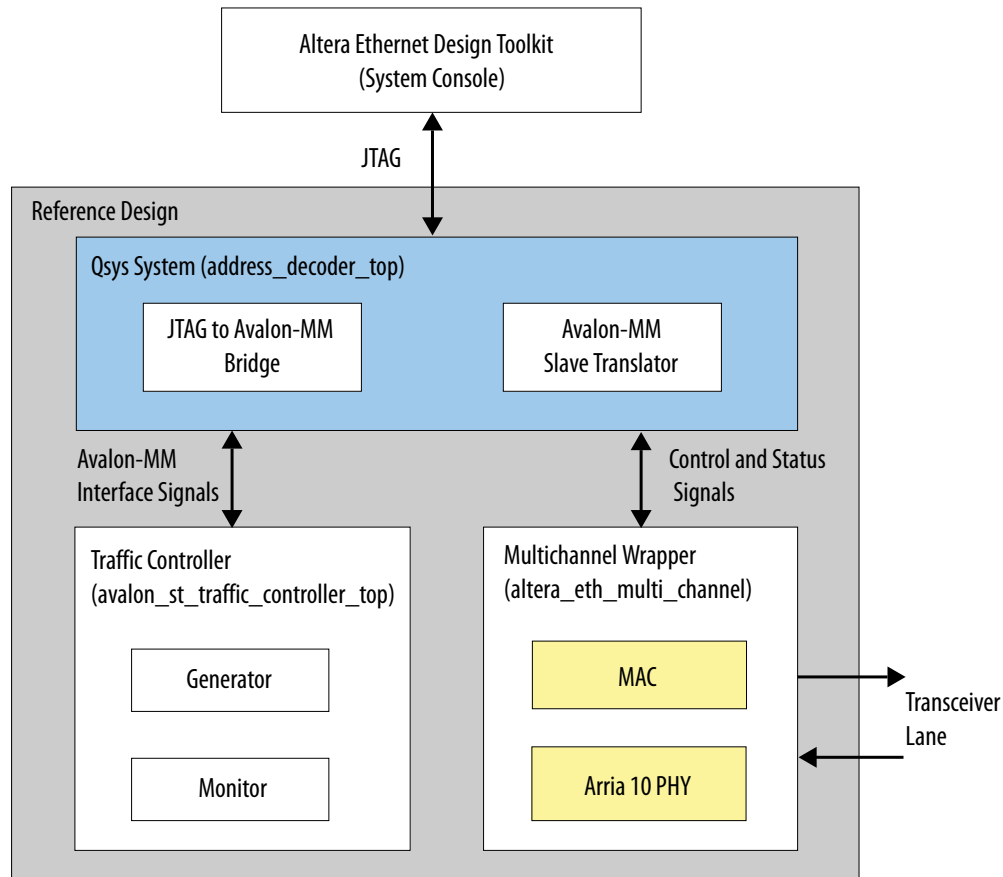 Altera Ethernet Design Toolkit
(System Console)
JTAG
Reference Design
Qsys System (address_decoder_top)
JTAG to Avalon-MM
Bridge
Avalon-MM
Slave Translator
Avalon-MM
Interface Signals
Control and Status
Signals
Traffic Controller
(avalon_st_traffic_controller_top)
Generator
Monitor
Multichannel Wrapper
(altera_eth_multi_channel)
MAC
Arria 10 PHY
Transceiver
Lane